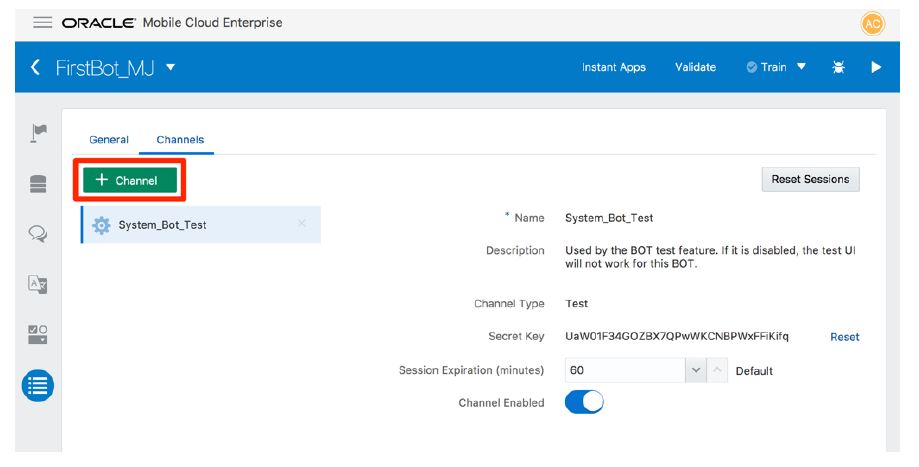 ORACLE® Mobile Cloud Enterprise
AC
FirstBot_MJ
Instant Apps Validate Train
General Channels
+ Channel
Reset Sessions
System_Bot_Test
* Name System_Bot_Test
Description Used by the BOT test feature. If it is disabled, the test UI
will not work for this BOT.
Channel Type Test
Secret Key UaW01F34GOZBX7QPwWKCNBPWxFFiKifq Reset
Session Expiration (minutes) 60 Default
Channel Enabled